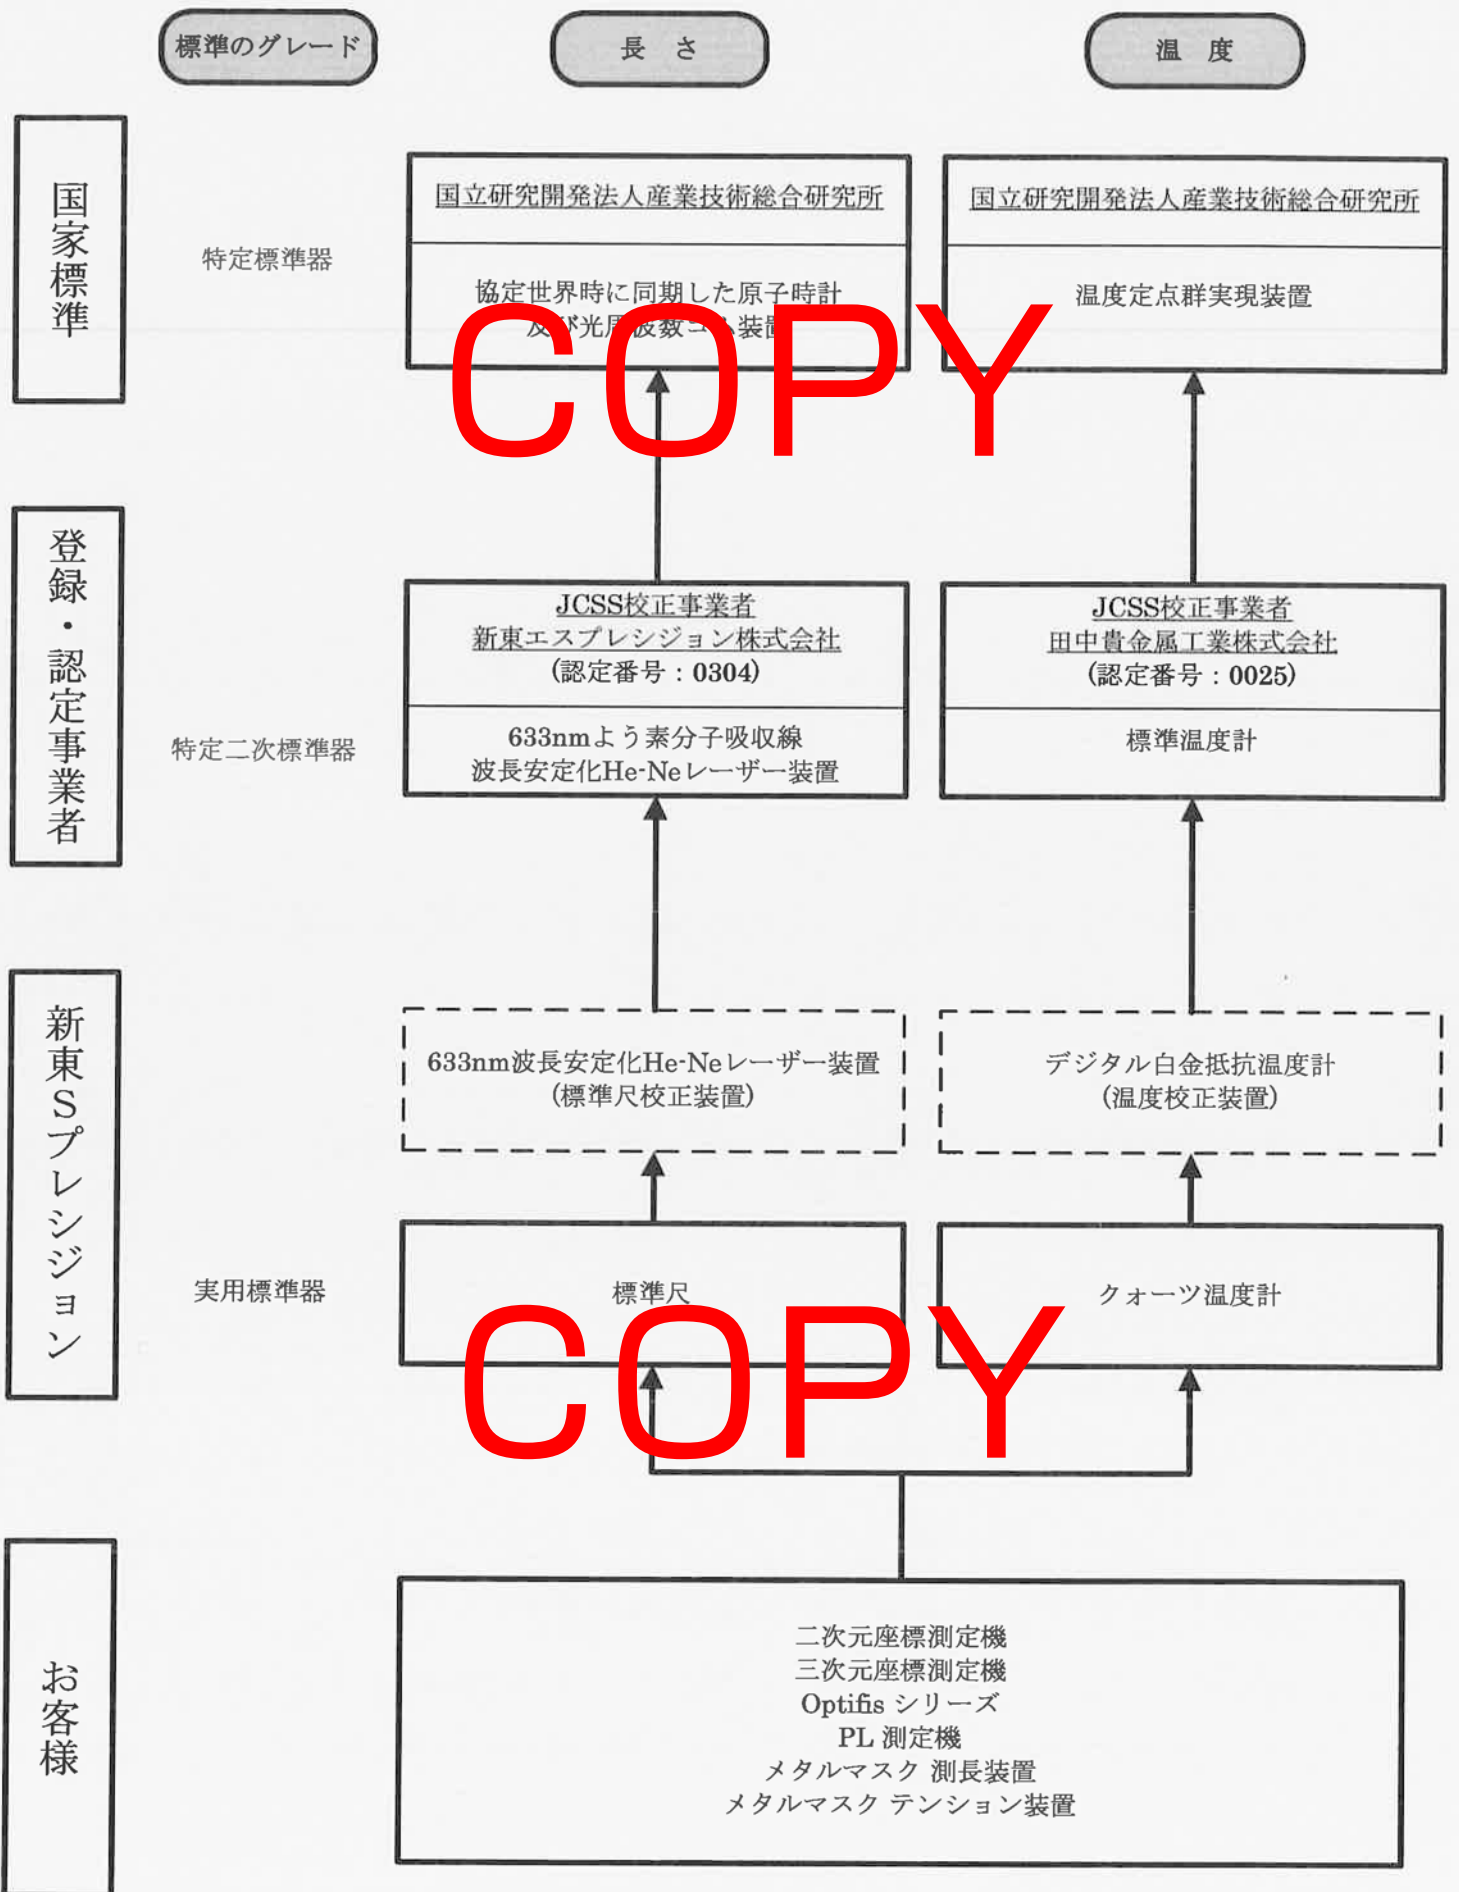 標準のグレード
長 さ
温 度
国家標準
特定標準器
国立研究開発法人産業技術総合研究所
協定世界時に同期した原子時計
及び光周波数コム装置
国立研究開発法人産業技術総合研究所
温度定点群実現装置
COPY
登録・認定事業者
特定二次標準器
JCSS校正事業者
新東エスプレシジョン株式会社
(認定番号：0304)
633nmよう素分子吸収線
波長安定化He-Neレーザー装置
JCSS校正事業者
田中貴金属工業株式会社
(認定番号：0025)
標準温度計
新東Sプレシジョン
633nm波長安定化He-Neレーザー装置
(標準尺校正装置)
デジタル白金抵抗温度計
(温度校正装置)
実用標準器
標準尺
クォーツ温度計
COPY
お客様
二次元座標測定機
三次元座標測定機
Optifis シリーズ
PL 測定機
メタルマスク 測長装置
メタルマスク テンション装置